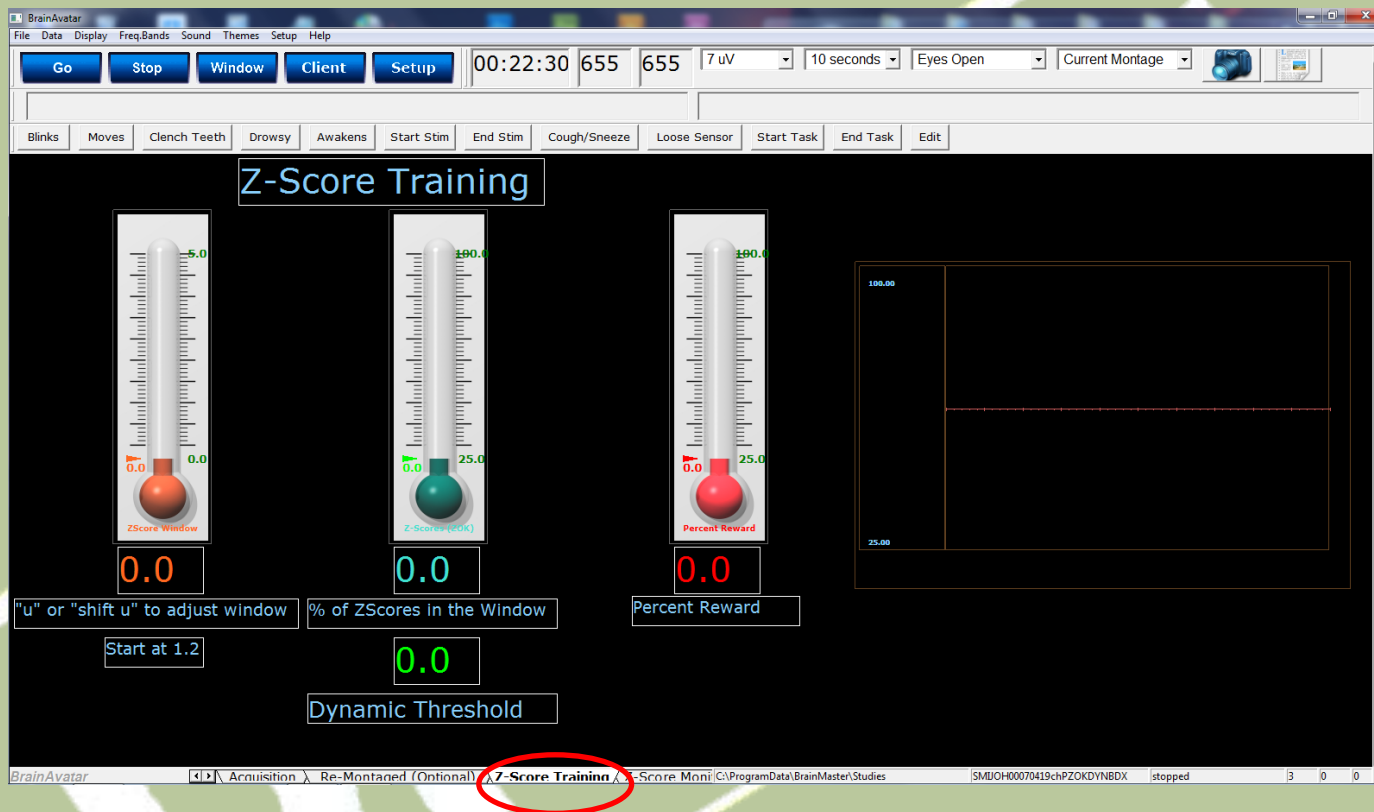 BrainAvatar
File Data Display Freq.Bands Sound Themes Setup Help
Go Stop Window Client Setup 00:22:30 655 655 7 uV 10 seconds Eyes Open Current Montage
Blinks Moves Clench Teeth Drowsy Awakens Start Stim End Stim Cough/Sneeze Loose Sensor Start Task End Task Edit
Z-Score Training
5.0 100.0 100.0
100.00
0.0 0.0 0.0 25.0 0.0 25.0
ZScore Window Z-Scores (ZOK) Percent Reward
25.00
0.0 0.0 0.0
"u" or "shift u" to adjust window % of ZScores in the Window Percent Reward
Start at 1.2 0.0
Dynamic Threshold
BrainAvatar Acquisition Re-Montaged (Optional) Z-Score Training Z-Score Moni C:\ProgramData\BrainMaster\Studies SMIJOH00070419chPZOKDYNBDX stopped 3 0 0